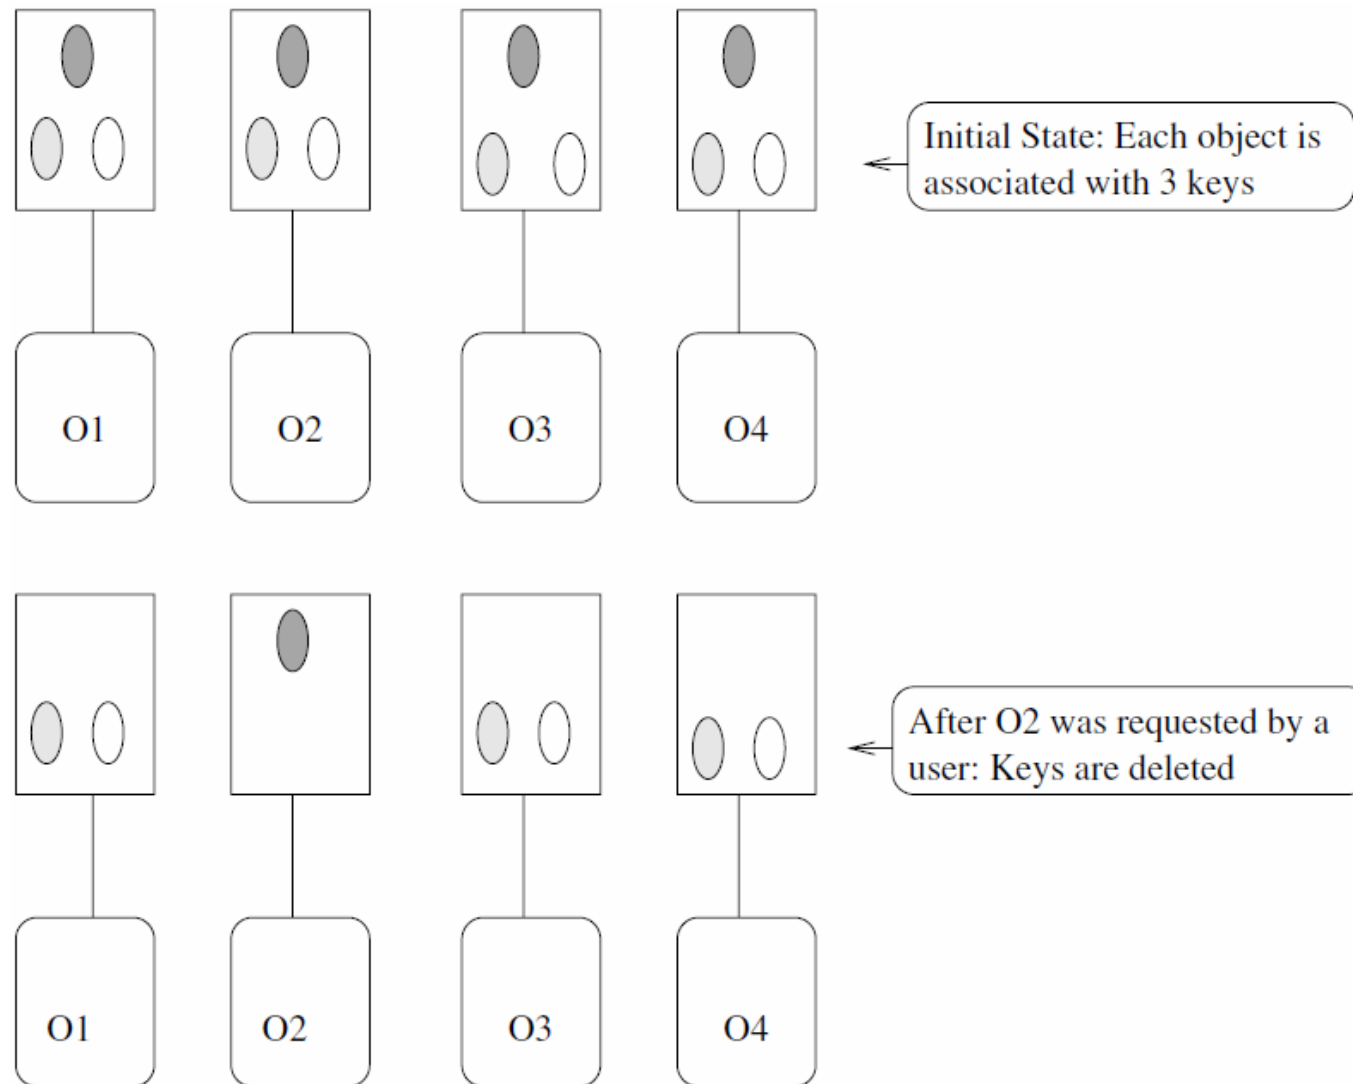 Initial State: Each object is
associated with 3 keys
O1
O2
O3
O4
After O2 was requested by a
user: Keys are deleted
O1
O2
O3
O4